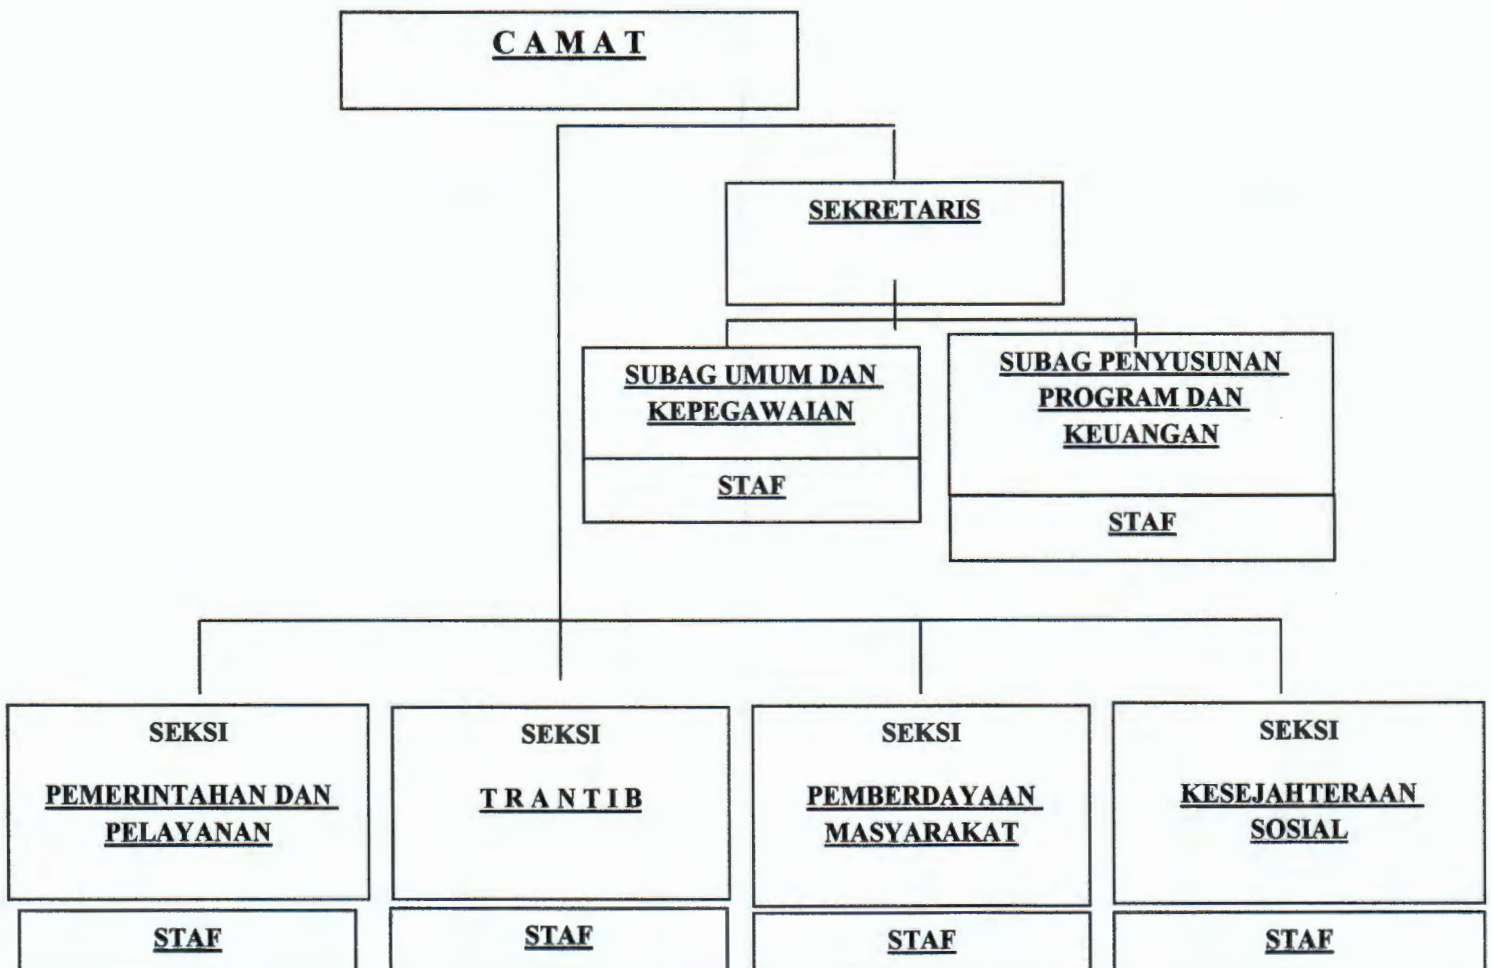 C A M A T
SEKRETARIS
SUBAG UMUM DAN
KEPEGAWAIAN
STAF
SUBAG PENYUSUNAN
PROGRAM DAN
KEUANGAN
STAF
SEKSI
PEMERINTAHAN DAN
PELAYANAN
STAF
SEKSI
T R A N T I B
STAF
SEKSI
PEMBERDAYAAN
MASYARAKAT
STAF
SEKSI
KESEJAHTERAAN
SOSIAL
STAF